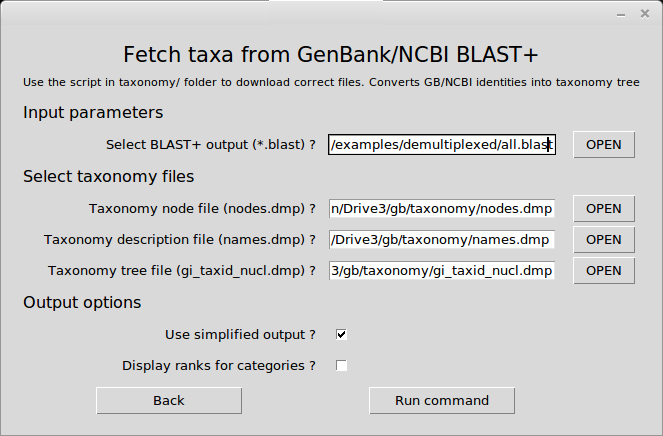 Fetch taxa from GenBank/NCBI BLAST+
Use the script in taxonomy/ folder to download correct files. Converts GB/NCBI identities into taxonomy tree
Input parameters
Select BLAST+ output (*.blast) ? /examples/demultiplexed/all.blast OPEN
Select taxonomy files
Taxonomy node file (nodes.dmp) ? n/Drive3/gb/taxonomy/nodes.dmp OPEN
Taxonomy description file (names.dmp) ? /Drive3/gb/taxonomy/names.dmp OPEN
Taxonomy tree file (gi_taxid_nucl.dmp) ? 3/gb/taxonomy/gi_taxid_nucl.dmp OPEN
Output options
Use simplified output ?
Display ranks for categories ?
Back Run command